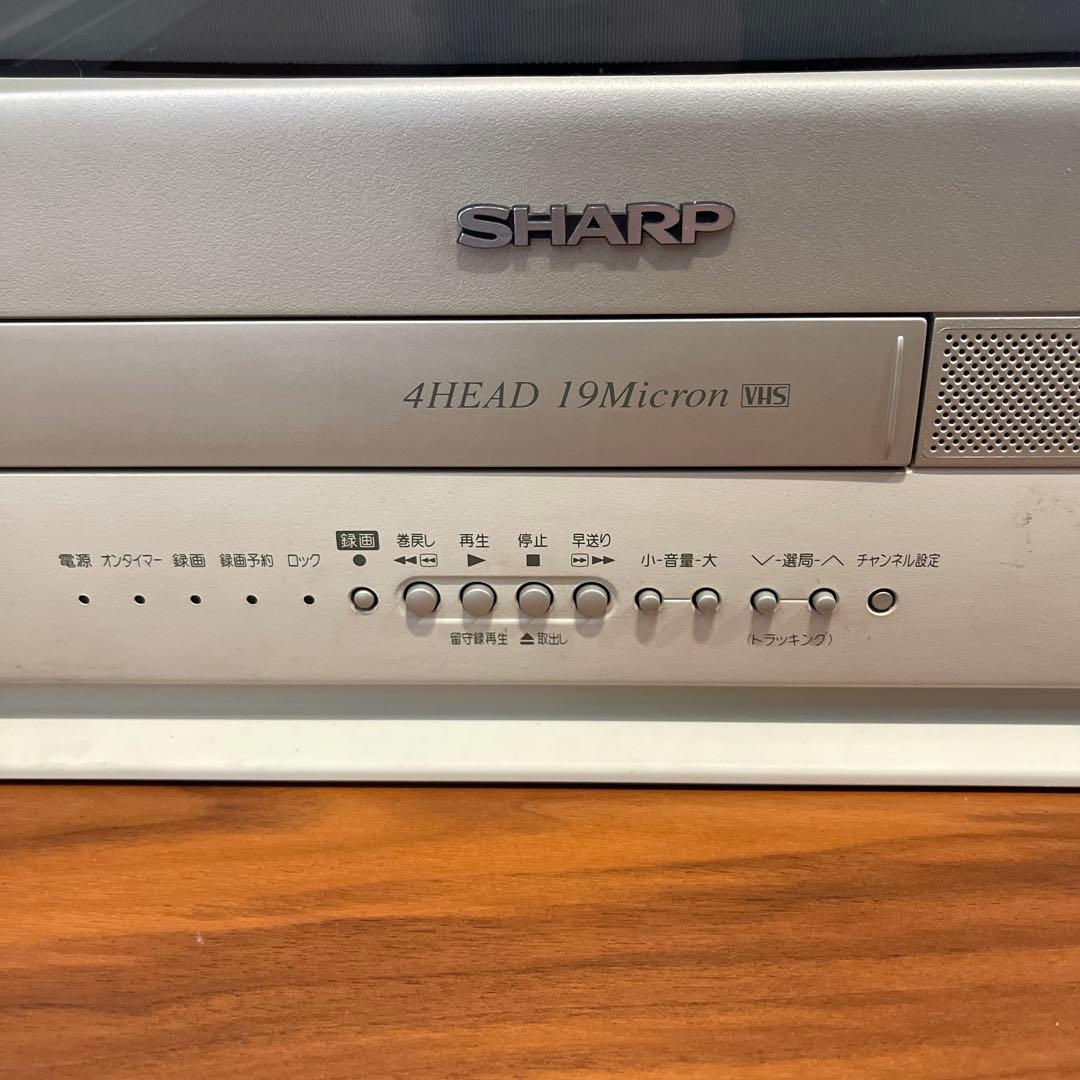 SHARP
4HEAD 19Micron VHS
電源 オンタイマー 録画 録画予約 ロック 録画 巻戻し 再生 停止 早送り 小-音量-大 -選局- チャンネル設定
留守録再生 取出し (トラッキング)